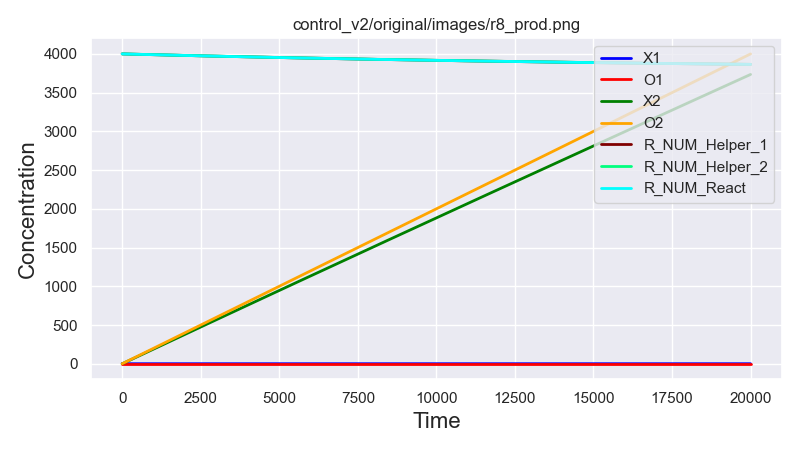 control_v2/original/images/r8_prod.png
Concentration
4000
3500
3000
2500
2000
1500
1000
500
0
X1
O1
X2
O2
R_NUM_Helper_1
R_NUM_Helper_2
R_NUM_React
0 2500 5000 7500 10000 12500 15000 17500 20000
Time